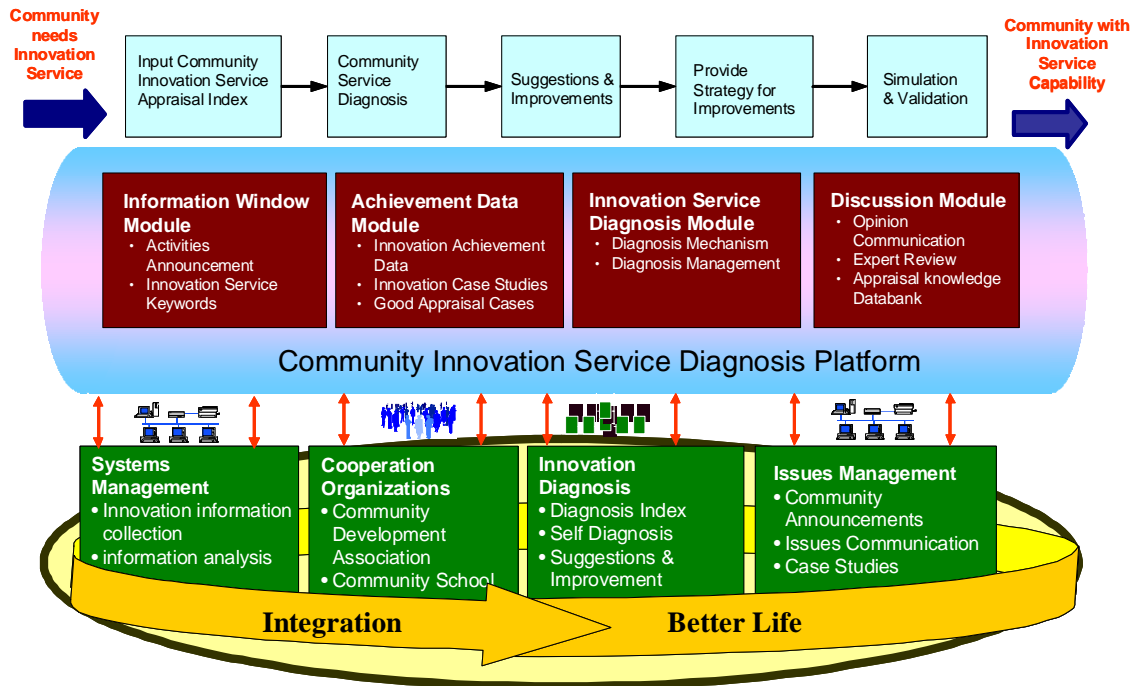 Community
needs
Innovation
Service
Input Community
Innovation Service
Appraisal Index
Community
Service
Diagnosis
Suggestions &
Improvements
Provide
Strategy for
Improvements
Simulation
& Validation
Community with
Innovation
Service
Capability
Information Window
Module
• Activities
Announcement
• Innovation Service
Keywords
Achievement Data
Module
• Innovation Achievement
Data
• Innovation Case Studies
• Good Appraisal Cases
Innovation Service
Diagnosis Module
• Diagnosis Mechanism
• Diagnosis Management
Discussion Module
• Opinion
Communication
• Expert Review
• Appraisal knowledge
Databank
Community Innovation Service Diagnosis Platform
Systems
Management
• Innovation information
collection
• information analysis
Cooperation
Organizations
• Community
Development
Association
• Community School
Innovation
Diagnosis
• Diagnosis Index
• Self Diagnosis
• Suggestions &
Improvement
Issues Management
• Community
Announcements
• Issues Communication
• Case Studies
Integration
Better Life